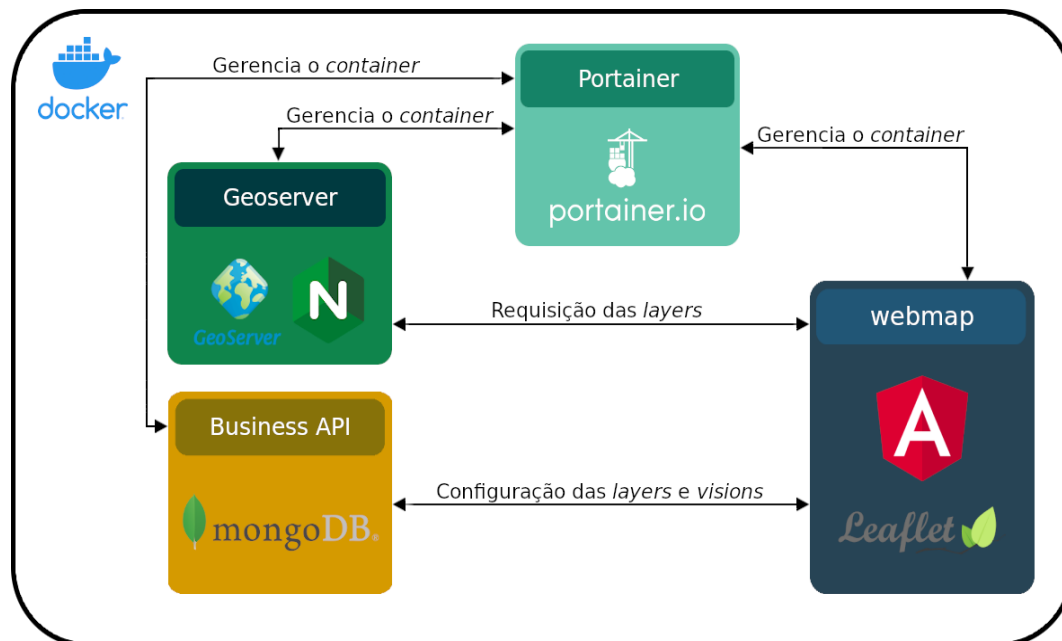 docker
Gerencia o container
Portainer
Gerencia o container
Gerencia o container
portainer.io
Geoserver
N
GeoServer
Requisição das layers
webmap
A
Business API
mongoDB.
Configuração das layers e visions
Leaflet